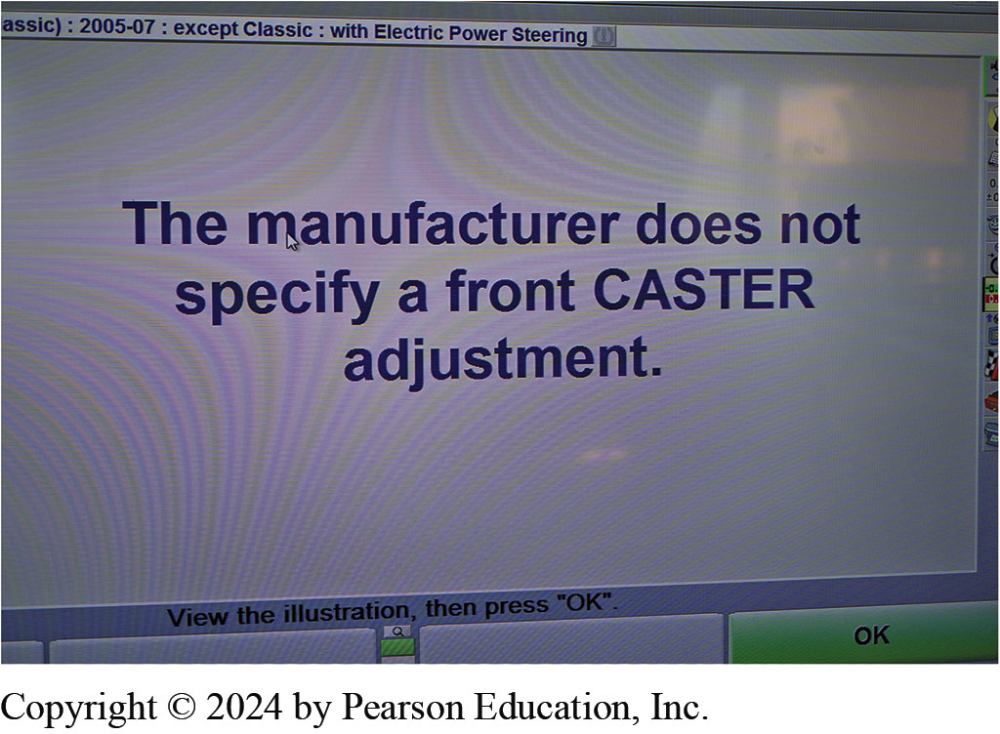 assic) : 2005-07 : except Classic : with Electric Power Steering
The manufacturer does not
specify a front CASTER
adjustment.
View the illustration, then press "OK".
OK
Copyright © 2024 by Pearson Education, Inc.